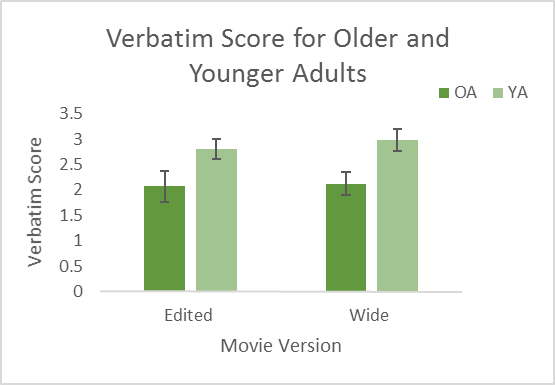 Verbatim Score for Older and
Younger Adults
OA YA
Verbatim Score
3.5
3
2.5
2
1.5
1
0.5
0
Edited Wide
Movie Version